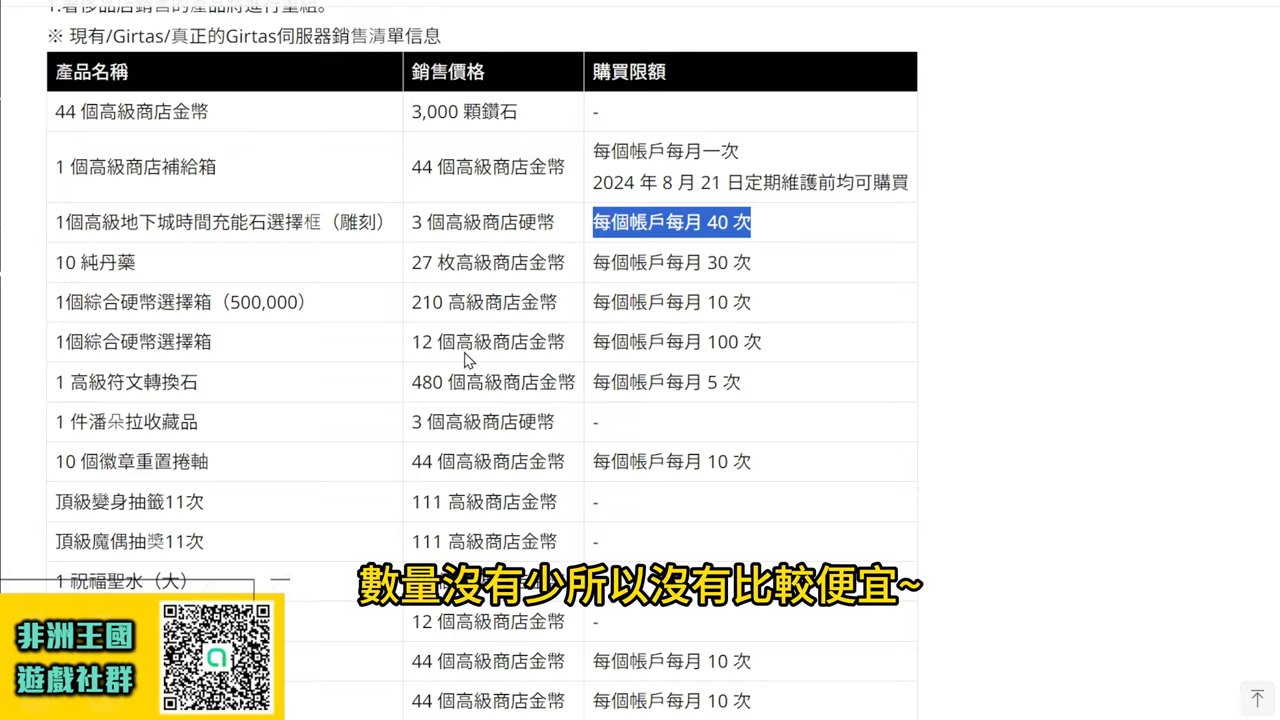 1.奢侈品店銷售的產品將進行重組。
※ 現有/Girtas/真正的Girtas伺服器銷售清單信息
產品名稱 銷售價格 購買限額
44 個高級商店金幣 3,000 顆鑽石 -
1 個高級商店補給箱 44 個高級商店金幣 每個帳戶每月一次
2024 年 8 月 21 日定期維護前均可購買
1個高級地下城時間充能石選擇框（雕刻） 3 個高級商店硬幣 每個帳戶每月 40 次
10 純丹藥 27 枚高級商店金幣 每個帳戶每月 30 次
1個綜合硬幣選擇箱（500,000） 210 高級商店金幣 每個帳戶每月 10 次
1個綜合硬幣選擇箱 12 個高級商店金幣 每個帳戶每月 100 次
1 高級符文轉換石 480 個高級商店金幣 每個帳戶每月 5 次
1 件潘朵拉收藏品 3 個高級商店硬幣 -
10 個徽章重置捲軸 44 個高級商店金幣 每個帳戶每月 10 次
頂級變身抽籤11次 111 高級商店金幣 -
頂級魔偶抽獎11次 111 高級商店金幣 -
1 祝福聖水（大）
數量沒有少所以沒有比較便宜~
12 個高級商店金幣 -
44 個高級商店金幣 每個帳戶每月 10 次
44 個高級商店金幣 每個帳戶每月 10 次
非洲王國
遊戲社群